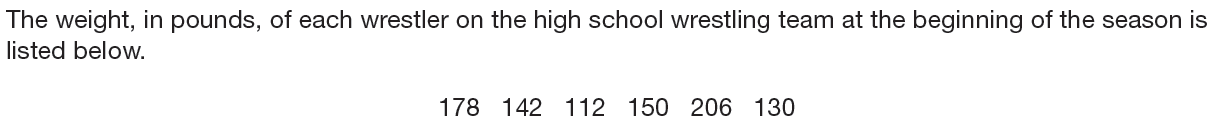 The weight, in pounds, of each wrestler on the high school wrestling team at the beginning of the season is
listed below.
178 142 112 150 206 130